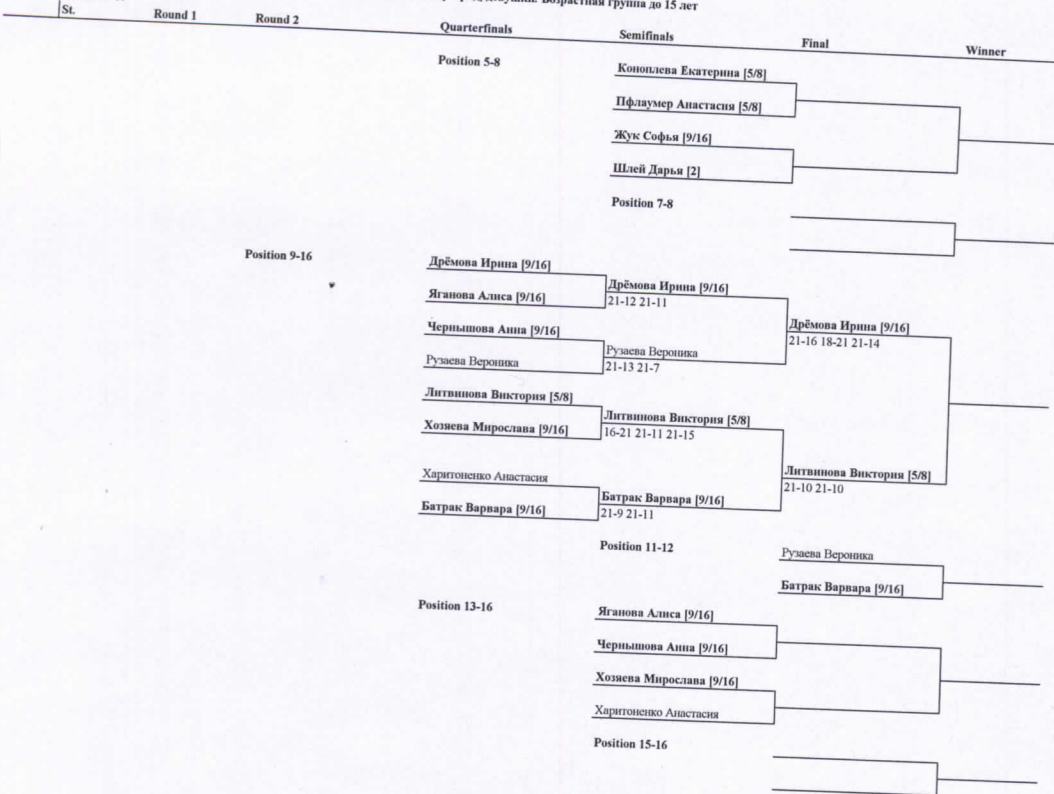 Возрастная группа до 15 лет
St. Round 1 Round 2 Quarterfinals Semifinals Final Winner
Position 5-8
Коноплева Екатерина [5/8]
Пфлаумер Анастасия [5/8]
Жук Софья [9/16]
Шлей Дарья [2]
Position 7-8
Position 9-16
Дрёмова Ирина [9/16]
Дрёмова Ирина [9/16]
Яганова Алиса [9/16]
21-12 21-11
Дрёмова Ирина [9/16]
Чернышова Анна [9/16]
21-16 18-21 21-14
Рузаева Вероника
Рузаева Вероника
21-13 21-7
Литвинова Виктория [5/8]
Литвинова Виктория [5/8]
Хозяева Мирослава [9/16]
16-21 21-11 21-15
Литвинова Виктория [5/8]
Харитоненко Анастасия
21-10 21-10
Батрак Варвара [9/16]
Батрак Варвара [9/16]
21-9 21-11
Position 11-12
Рузаева Вероника
Батрак Варвара [9/16]
Position 13-16
Яганова Алиса [9/16]
Чернышова Анна [9/16]
Хозяева Мирослава [9/16]
Харитоненко Анастасия
Position 15-16